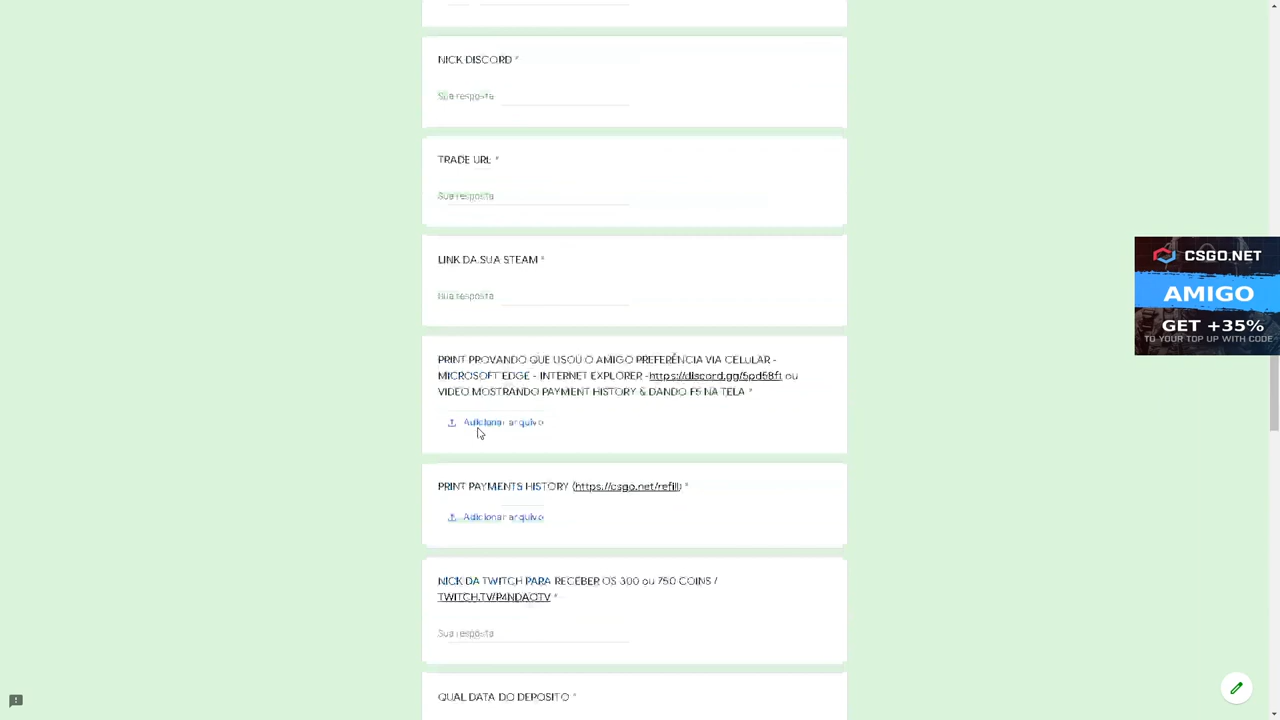 NICK DISCORD *
Sua resposta
TRADE URL *
Sua resposta
LINK DA SUA STEAM *
Sua resposta
PRINT PROVANDO QUE USOU O AMIGO PREFERÊNCIA VIA CELULAR -
MICROSOFT EDGE - INTERNET EXPLORER - ou
VIDEO MOSTRANDO PAYMENT HISTORY & DANDO F5 NA TELA *
Adicionar arquivo
PRINT PAYMENTS HISTORY (https://csgo.net/refill) *
Adicionar arquivo
NICK DA TWITCH PARA RECEBER OS 300 ou 750 COINS /
TWITCH.TV/P4NDAOTV *
Sua resposta
QUAL DATA DO DEPOSITO *
CSGO.NET
AMIGO
GET +35%
TO YOUR TOP UP WITH CODE